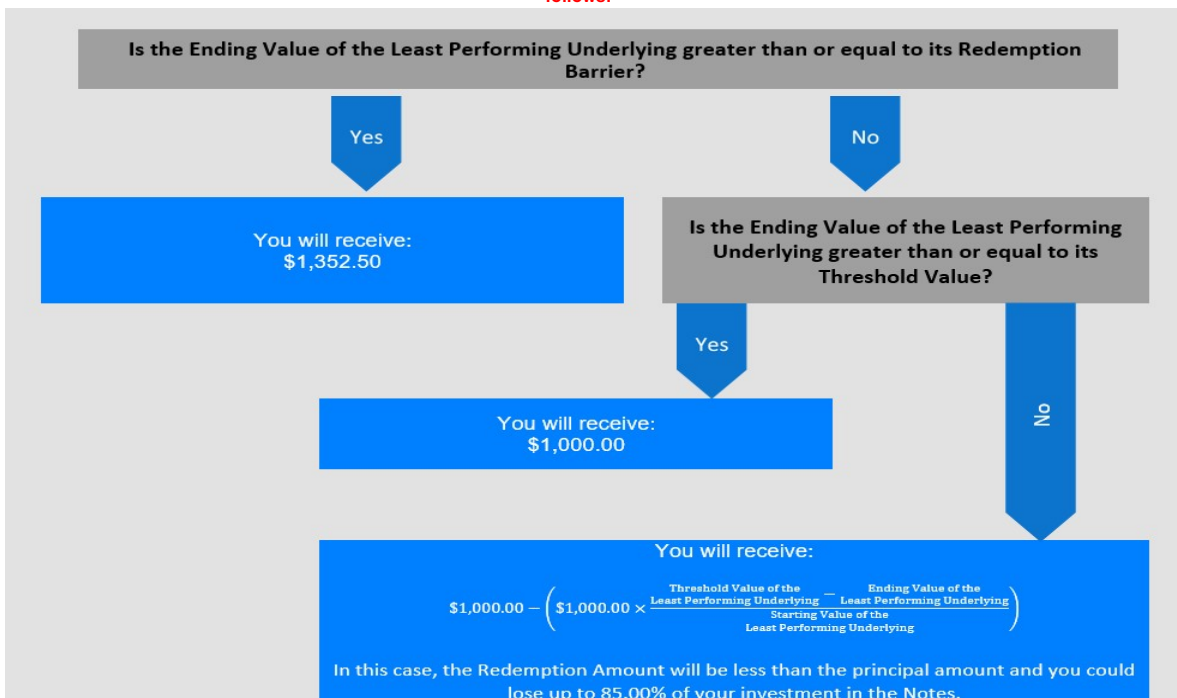 follows:
Is the Ending Value of the Least Performing Underlying greater than or equal to its Redemption
Barrier?
Yes
No
You will receive:
$1,352.50
Is the Ending Value of the Least Performing
Underlying greater than or equal to its
Threshold Value?
Yes
No
You will receive:
$1,000.00
You will receive:
$1,000.00 − ($1,000.00 × (Threshold Value of the Least Performing Underlying − Ending Value of the Least Performing Underlying) / Starting Value of the Least Performing Underlying)
In this case, the Redemption Amount will be less than the principal amount and you could
lose up to 85.00% of your investment in the Notes.